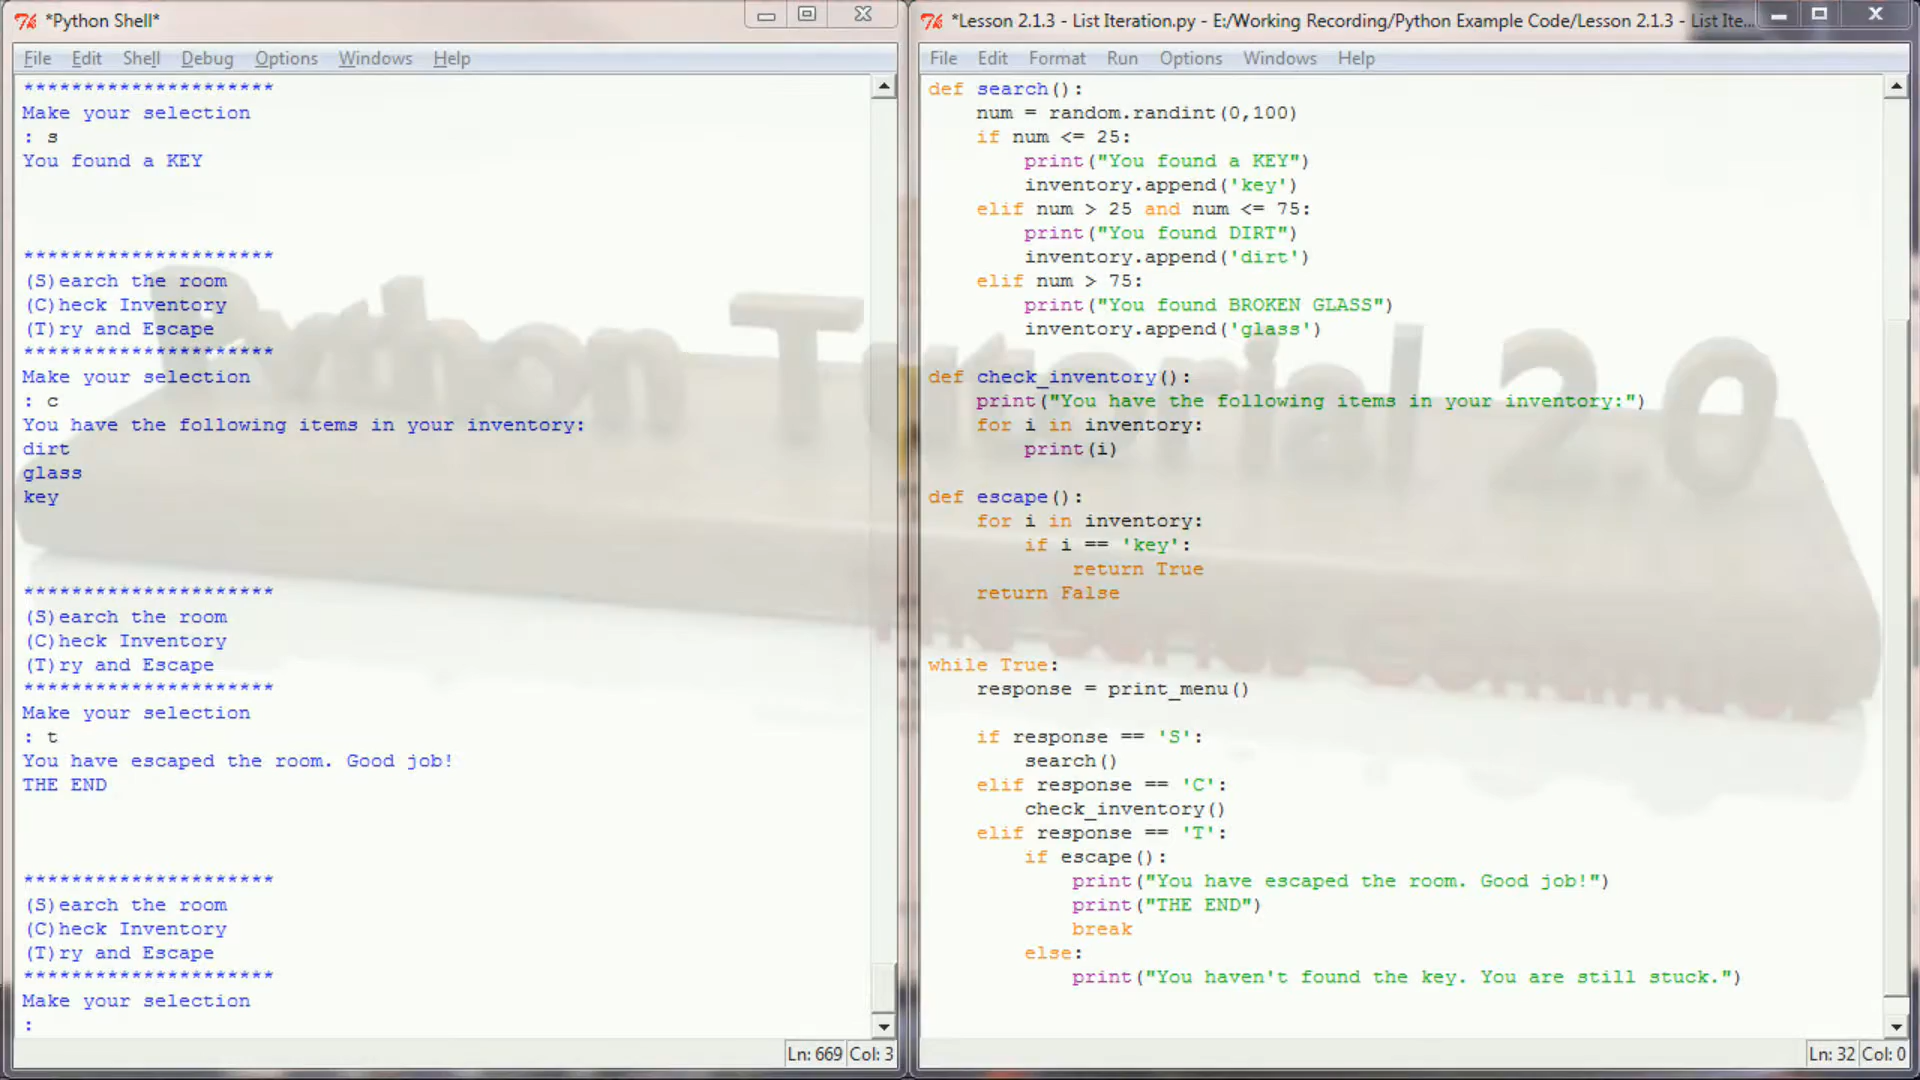 *Python Shell*
File Edit Shell Debug Options Windows Help
*********************
Make your selection
: s
You found a KEY
*********************
(S)earch the room
(C)heck Inventory
(T)ry and Escape
*********************
Make your selection
: c
You have the following items in your inventory:
dirt
glass
key
*********************
(S)earch the room
(C)heck Inventory
(T)ry and Escape
*********************
Make your selection
: t
You have escaped the room. Good job!
THE END
*********************
(S)earch the room
(C)heck Inventory
(T)ry and Escape
*********************
Make your selection
:
Ln: 669 Col: 3
*Lesson 2.1.3 - List Iteration.py - E:/Working Recording/Python Example Code/Lesson 2.1.3 - List Ite...
File Edit Format Run Options Windows Help
def search():
    num = random.randint(0,100)
    if num <= 25:
        print("You found a KEY")
        inventory.append('key')
    elif num > 25 and num <= 75:
        print("You found DIRT")
        inventory.append('dirt')
    elif num > 75:
        print("You found BROKEN GLASS")
        inventory.append('glass')
def check_inventory():
    print("You have the following items in your inventory:")
    for i in inventory:
        print(i)
def escape():
    for i in inventory:
        if i == 'key':
            return True
    return False
while True:
    response = print_menu()
    if response == 'S':
        search()
    elif response == 'C':
        check_inventory()
    elif response == 'T':
        if escape():
            print("You have escaped the room. Good job!")
            print("THE END")
            break
        else:
            print("You haven't found the key. You are still stuck.")
Ln: 32 Col: 0
Python Tutorial 2.0